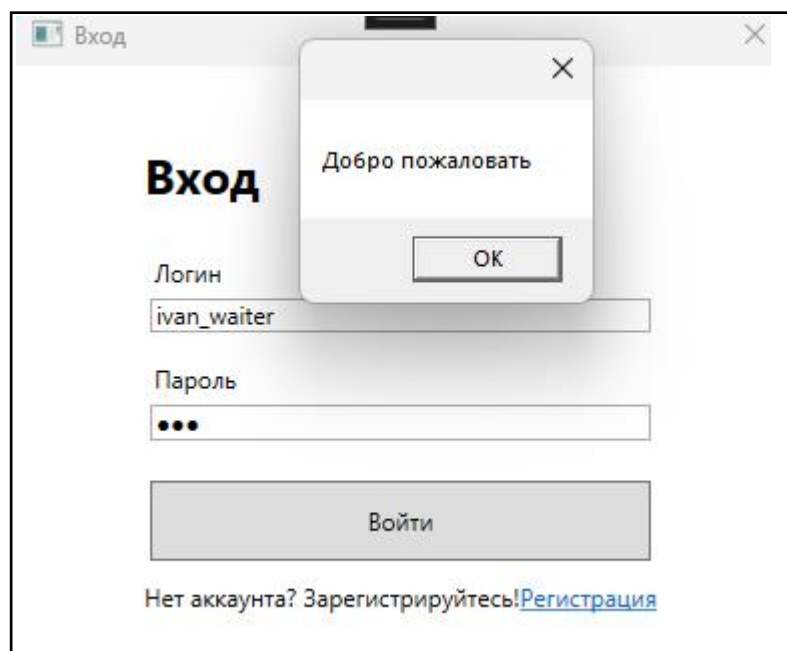 Вход
Добро пожаловать
OK
Вход
Логин
ivan_waiter
Пароль
●●●
Войти
Нет аккаунта? Зарегистрируйтесь!Регистрация